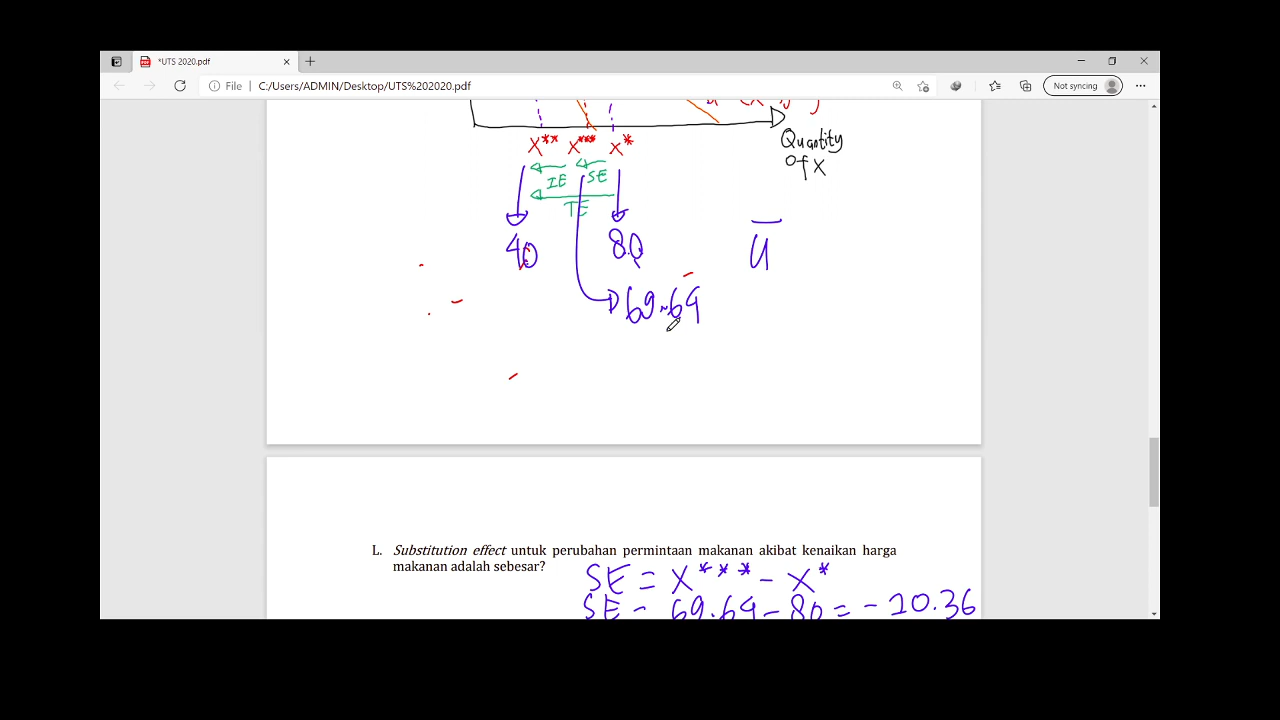 *UTS 2020.pdf
File C:/Users/ADMIN/Desktop/UTS%202020.pdf Not syncing
Quantity
Of X
X** X*** X*
IE SE
TE
40 80 U
69.64
L. Substitution effect untuk perubahan permintaan makanan akibat kenaikan harga
makanan adalah sebesar?
SE = X*** - X*
SE = 69.64 - 80 = -10.36